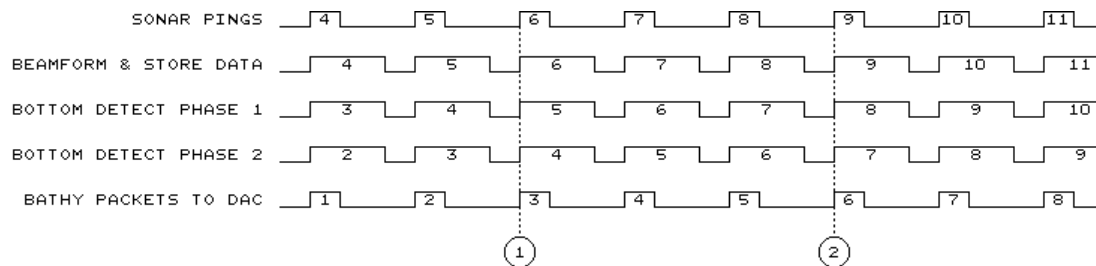 SONAR PINGS 4 5 6 7 8 9 10 11
BEAMFORM & STORE DATA 4 5 6 7 8 9 10 11
BOTTOM DETECT PHASE 1 3 4 5 6 7 8 9 10
BOTTOM DETECT PHASE 2 2 3 4 5 6 7 8 9
BATHY PACKETS TO DAC 1 2 3 4 5 6 7 8
1 2